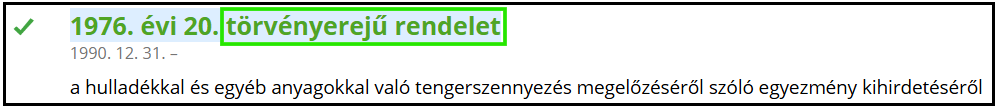 1976. évi 20. törvényerejű rendelet
1990. 12. 31. –
a hulladékkal és egyéb anyagokkal való tengerszennyezés megelőzéséről szóló egyezmény kihirdetéséről